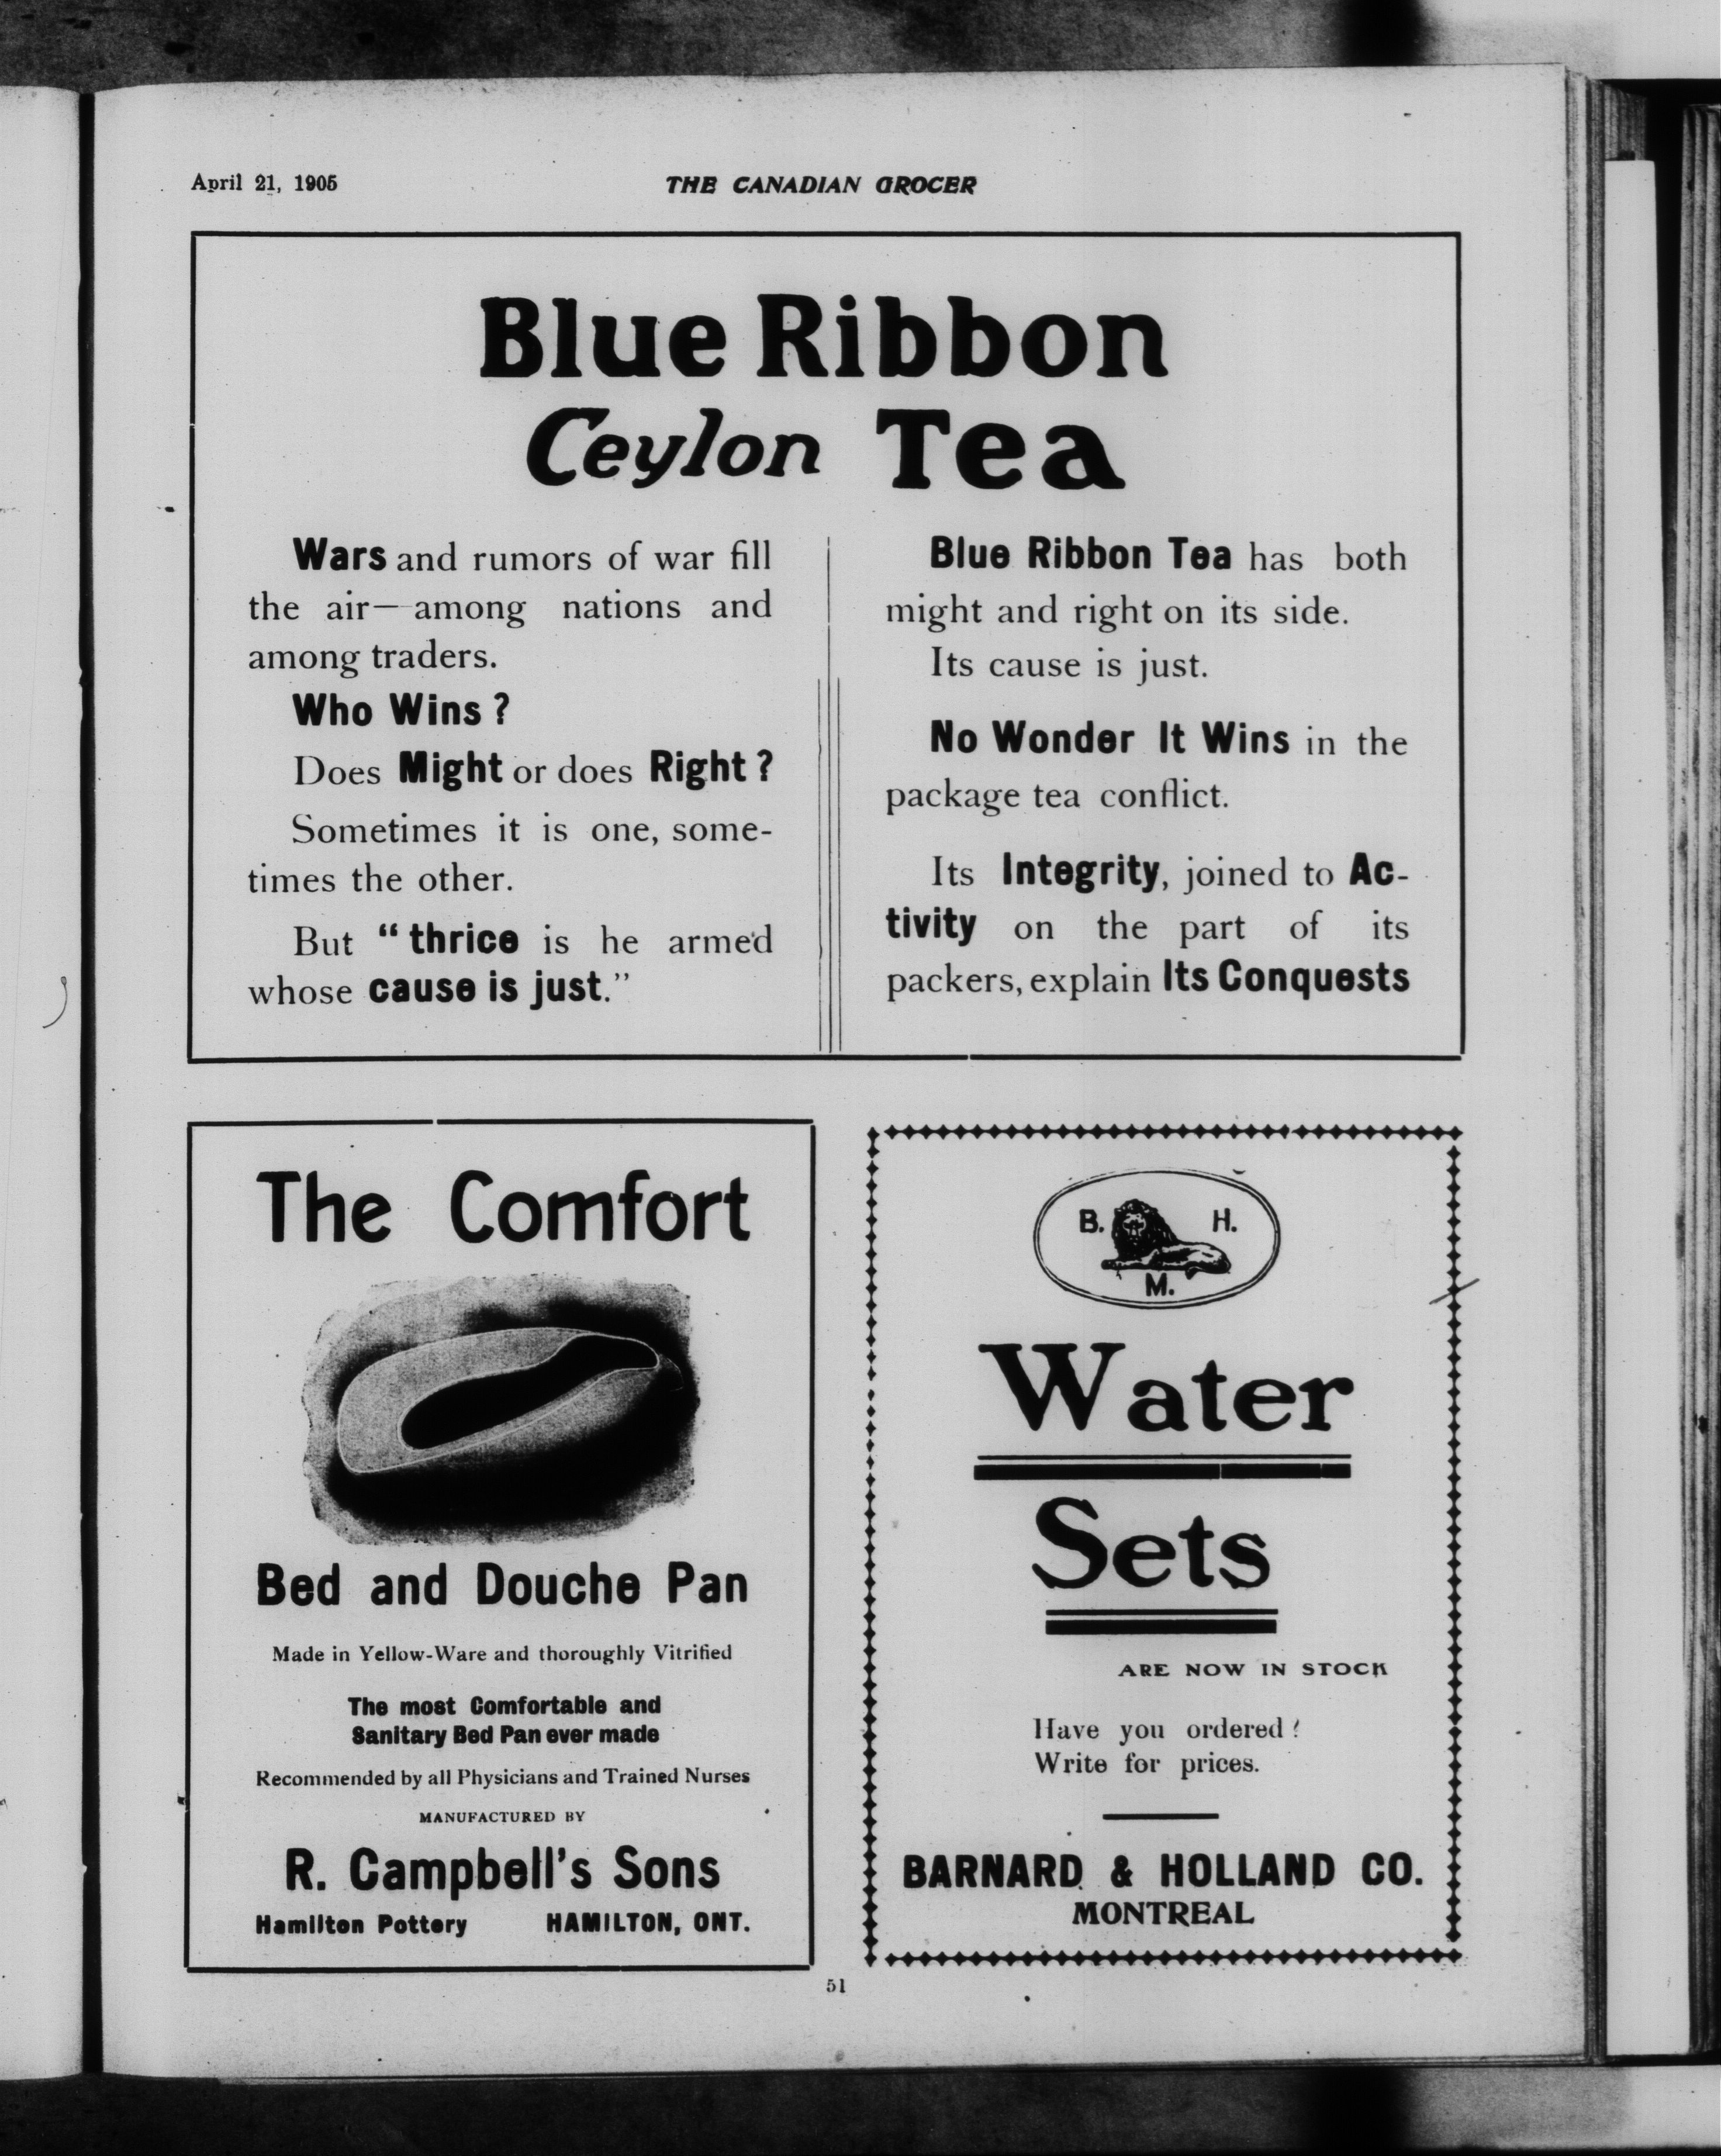 April 21, 1905
THE CANADIAN GROCER
Blue Ribbon
Ceylon Tea
Wars and rumors of war fill
the air—among nations and
among traders.
Who Wins?
Does Might or does Right?
Sometimes it is one, some-
times the other.
But "thrice is he armed
whose cause is just."
Blue Ribbon Tea has both
might and right on its side.
Its cause is just.
No Wonder It Wins in the
package tea conflict.
Its Integrity, joined to Ac-
tivity on the part of its
packers, explain Its Conquests
The Comfort
Bed and Douche Pan
Made in Yellow-Ware and thoroughly Vitrified
The most Comfortable and
Sanitary Bed Pan ever made
Recommended by all Physicians and Trained Nurses
MANUFACTURED BY
R. Campbell's Sons
Hamilton Pottery HAMILTON, ONT.
B. H.
M.
Water
Sets
ARE NOW IN STOCK
Have you ordered?
Write for prices.
BARNARD & HOLLAND CO.
MONTREAL
51